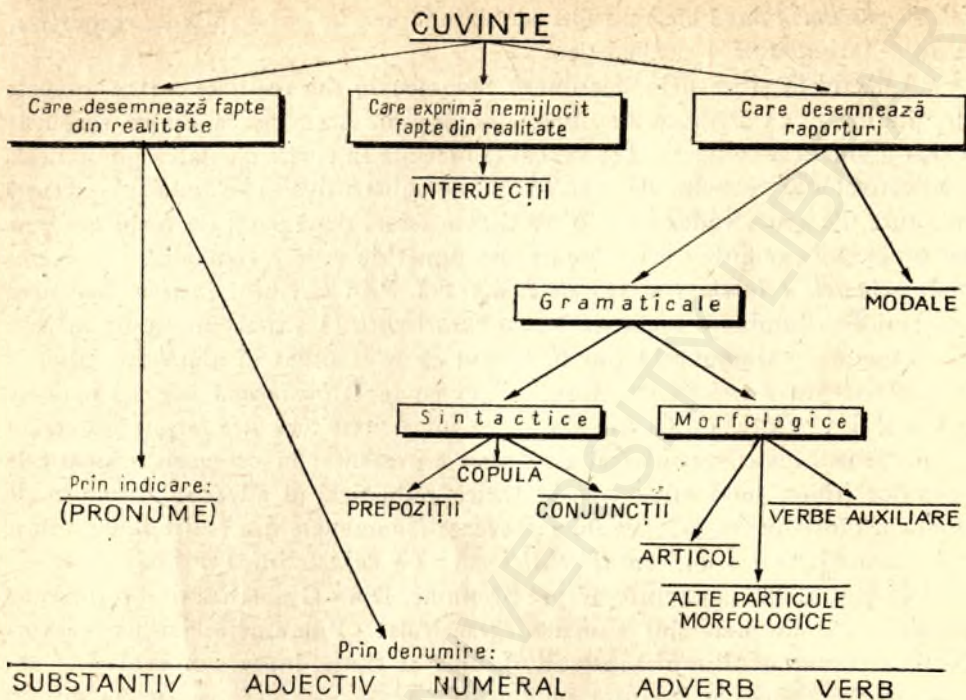 CUVINTE
Care desemnează fapte
din realitate
Care exprimă nemijlocit
fapte din realitate
Care desemnează
raporturi
INTERJECȚII
Gramaticale
MODALE
Sintactice
Morfologice
COPULA
PREPOZIȚII
CONJUNCȚII
VERBE AUXILIARE
Prin indicare:
(PRONUME)
ARTICOL
ALTE PARTICULE
MORFOLOGICE
Prin denumire:
SUBSTANTIV ADJECTIV NUMERAL ADVERB VERB
VERSITY LIBRAR